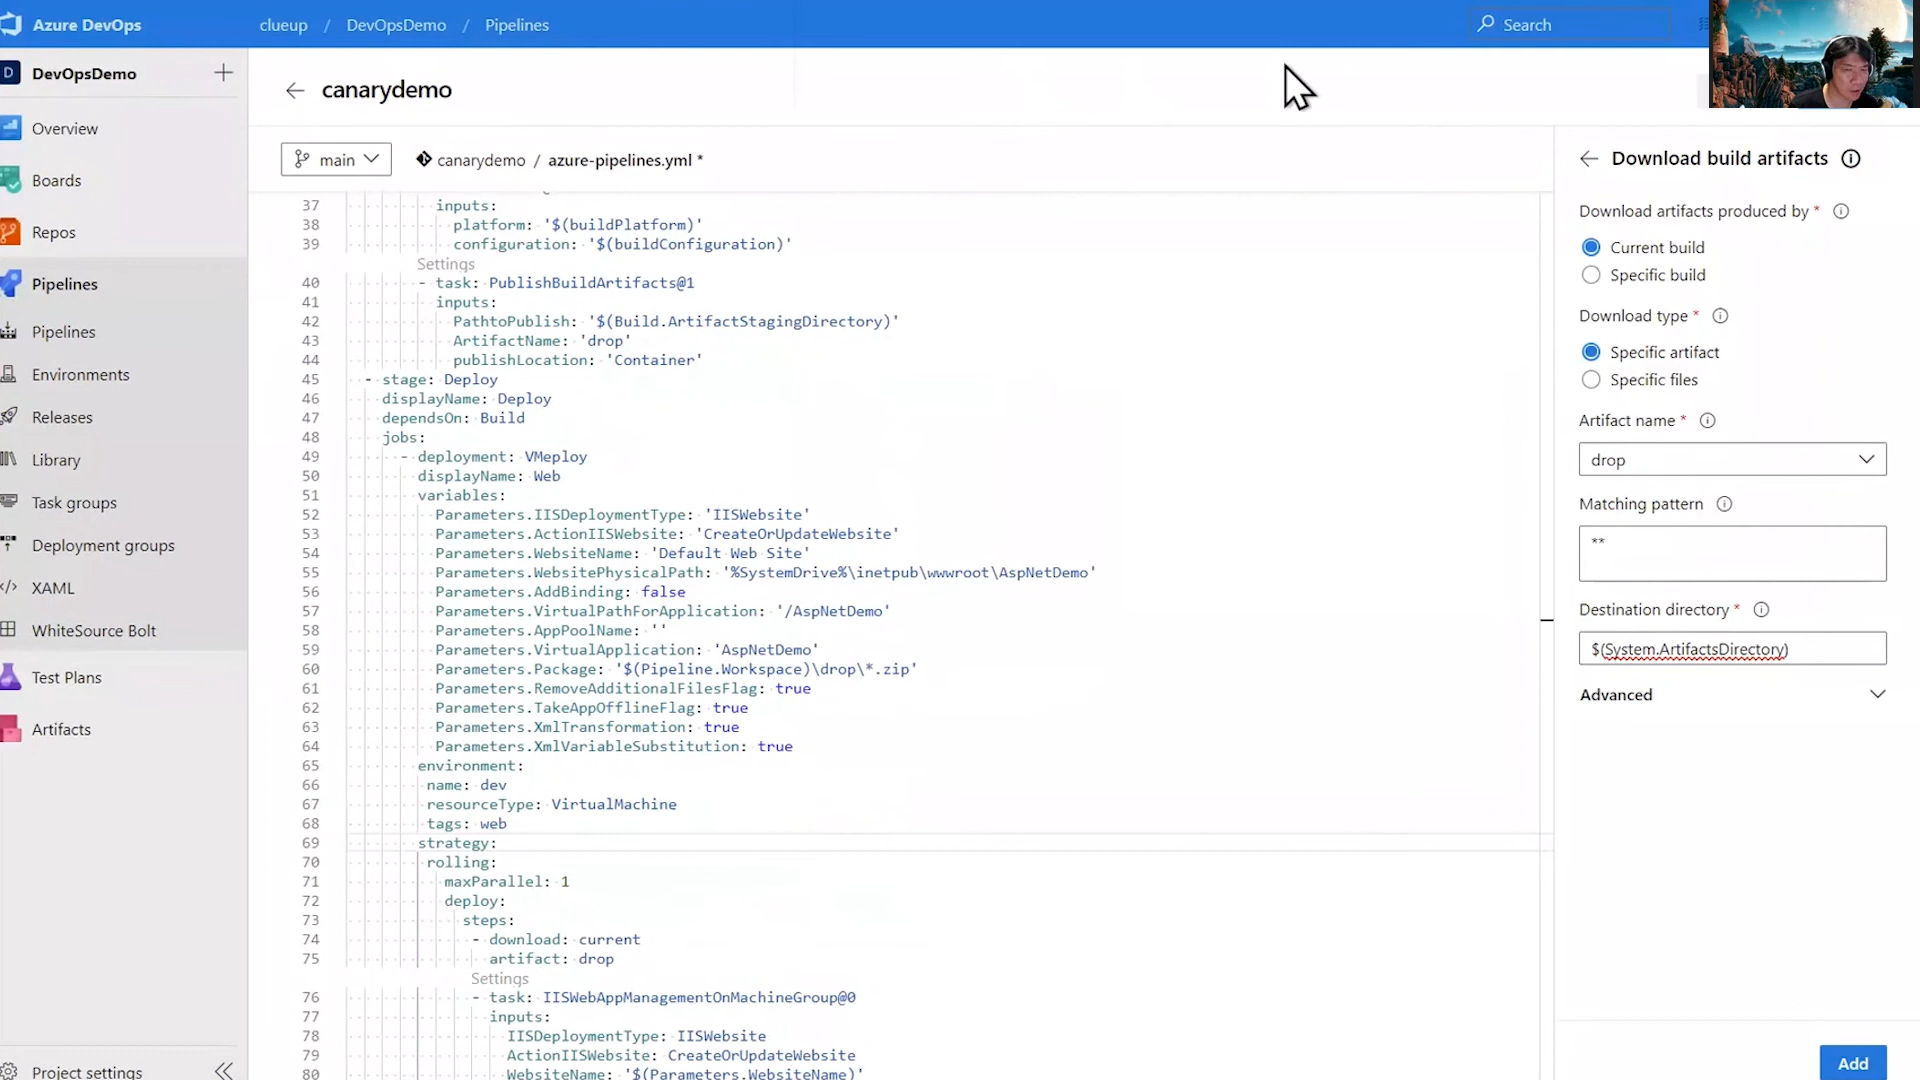 Azure DevOps
clueup / DevOpsDemo / Pipelines
Search
D DevOpsDemo
canarydemo
Overview
Boards
Repos
Pipelines
Pipelines
Environments
Releases
Library
Task groups
Deployment groups
XAML
WhiteSource Bolt
Test Plans
Artifacts
Project settings
main
canarydemo / azure-pipelines.yml *
37 inputs:
38 platform: '$(buildPlatform)'
39 configuration: '$(buildConfiguration)'
Settings
40 - task: PublishBuildArtifacts@1
41 inputs:
42 PathtoPublish: '$(Build.ArtifactStagingDirectory)'
43 ArtifactName: 'drop'
44 publishLocation: 'Container'
45 - stage: Deploy
46 displayName: Deploy
47 dependsOn: Build
48 jobs:
49 - deployment: VMeploy
50 displayName: Web
51 variables:
52 Parameters.IISDeploymentType: 'IISWebsite'
53 Parameters.ActionIISWebsite: 'CreateOrUpdateWebsite'
54 Parameters.WebsiteName: 'Default Web Site'
55 Parameters.WebsitePhysicalPath: '%SystemDrive%\inetpub\wwwroot\AspNetDemo'
56 Parameters.AddBinding: false
57 Parameters.VirtualPathForApplication: '/AspNetDemo'
58 Parameters.AppPoolName: ''
59 Parameters.VirtualApplication: 'AspNetDemo'
60 Parameters.Package: '$(Pipeline.Workspace)\drop\*.zip'
61 Parameters.RemoveAdditionalFilesFlag: true
62 Parameters.TakeAppOfflineFlag: true
63 Parameters.XmlTransformation: true
64 Parameters.XmlVariableSubstitution: true
65 environment:
66 name: dev
67 resourceType: VirtualMachine
68 tags: web
69 strategy:
70 rolling:
71 maxParallel: 1
72 deploy:
73 steps:
74 - download: current
75 artifact: drop
Settings
76 - task: IISWebAppManagementOnMachineGroup@0
77 inputs:
78 IISDeploymentType: IISWebsite
79 ActionIISWebsite: CreateOrUpdateWebsite
80 WebsiteName: '$(Parameters.WebsiteName)'
Download build artifacts
Download artifacts produced by *
Current build
Specific build
Download type *
Specific artifact
Specific files
Artifact name *
drop
Matching pattern
**
Destination directory *
$(System.ArtifactsDirectory)
Advanced
Add